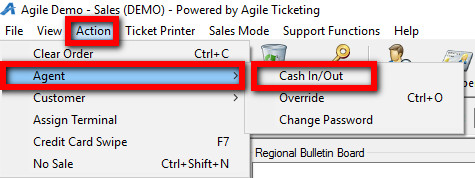 Agile Demo - Sales (DEMO) - Powered by Agile Ticketing
File View Action Ticket Printer Sales Mode Support Functions Help
Clear Order Ctrl+C
Agent >
Cash In/Out
Customer >
Override Ctrl+O
Assign Terminal
Change Password
Credit Card Swipe F7
No Sale Ctrl+Shift+N
Regional Bulletin Board